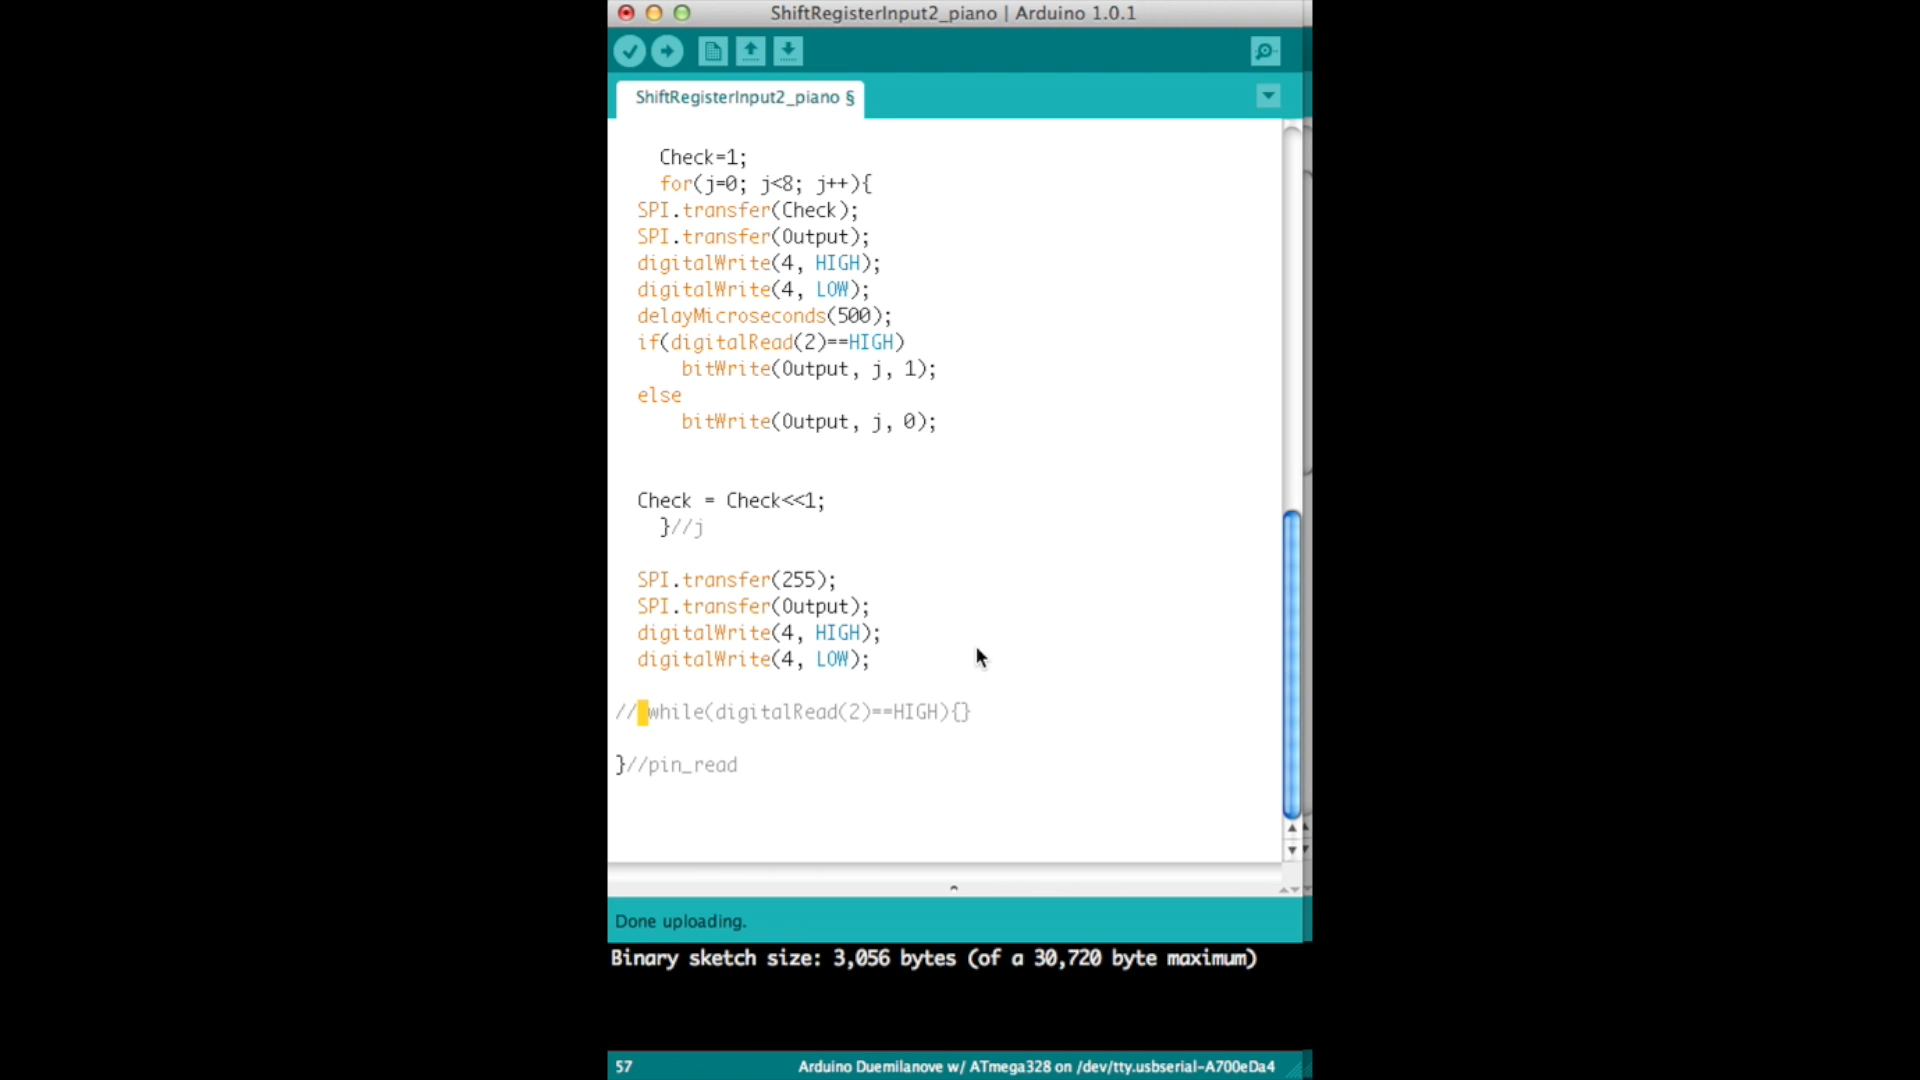 ShiftRegisterInput2_piano | Arduino 1.0.1
ShiftRegisterInput2_piano §
Check=1;
for(j=0; j<8; j++){
SPI.transfer(Check);
SPI.transfer(Output);
digitalWrite(4, HIGH);
digitalWrite(4, LOW);
delayMicroseconds(500);
if(digitalRead(2)==HIGH)
bitWrite(Output, j, 1);
else
bitWrite(Output, j, 0);
Check = Check<<1;
}//j
SPI.transfer(255);
SPI.transfer(Output);
digitalWrite(4, HIGH);
digitalWrite(4, LOW);
// while(digitalRead(2)==HIGH){}
}//pin_read
Done uploading.
Binary sketch size: 3,056 bytes (of a 30,720 byte maximum)
57 Arduino Duemilanove w/ ATmega328 on /dev/tty.usbserial-A700eDa4